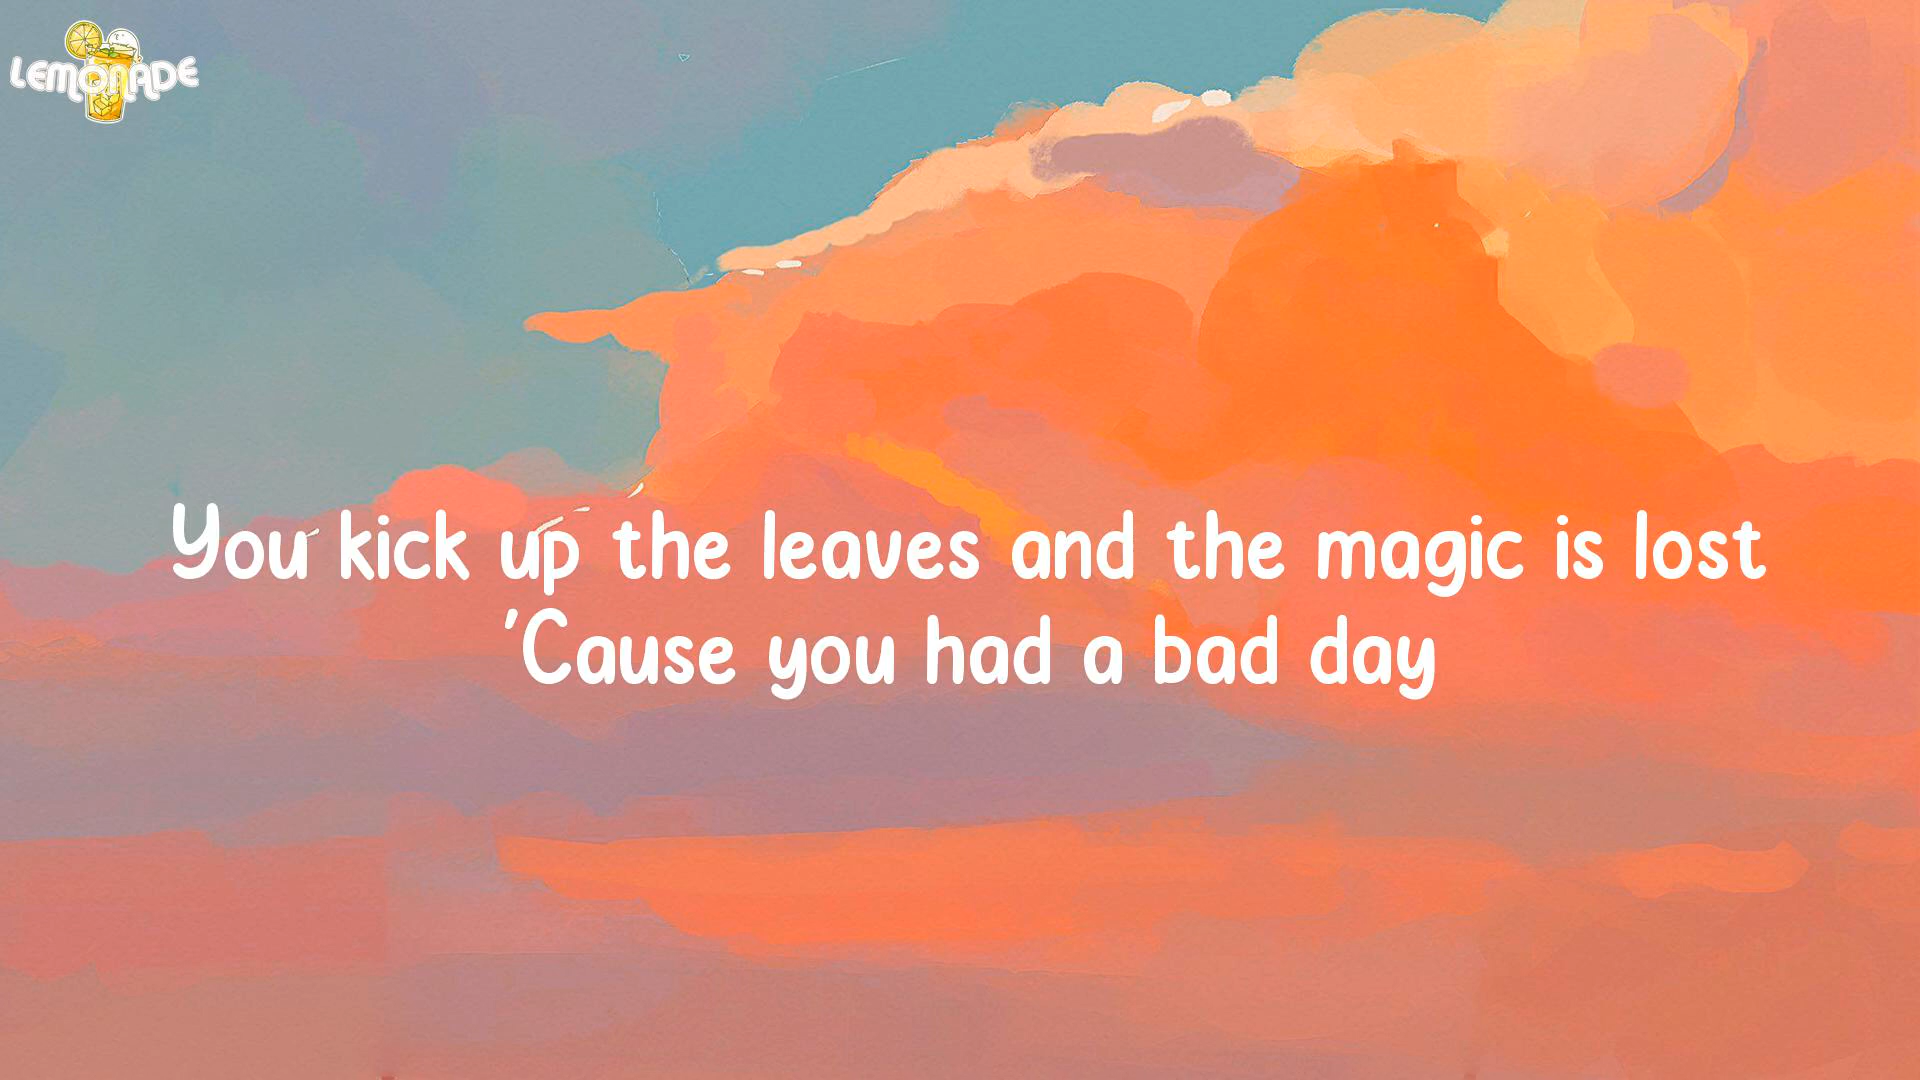 LEMONADE
You kick up the leaves and the magic is lost
'Cause you had a bad day